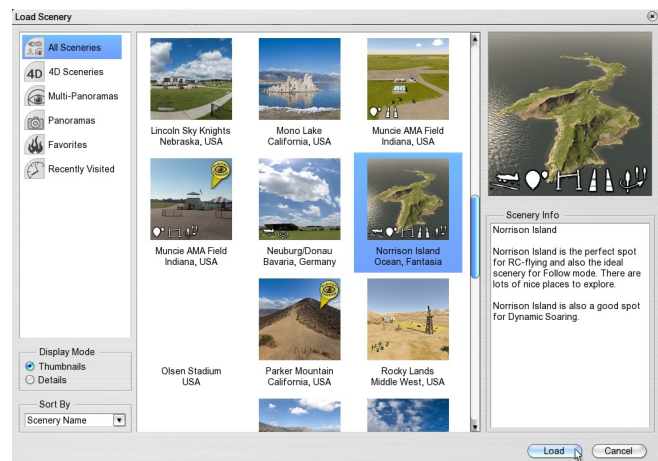 Load Scenery
4D
All Sceneries
4D
4D Sceneries
Multi-Panoramas
Panoramas
Favorites
Recently Visited
Display Mode
Thumbnails
Details
Sort By
Scenery Name
Lincoln Sky Knights
Nebraska, USA
Mono Lake
California, USA
Muncie AMA Field
Indiana, USA
Muncie AMA Field
Indiana, USA
Neuburg/Donau
Bavaria, Germany
Norrison Island
Ocean, Fantasia
Olsen Stadium
USA
Parker Mountain
California, USA
Rocky Lands
Middle West, USA
Scenery Info
Norrison Island
Norrison Island is the perfect spot
for RC-flying and also the ideal
scenery for Follow mode. There are
lots of nice places to explore.
Norrison Island is also a good spot
for Dynamic Soaring.
Load
Cancel